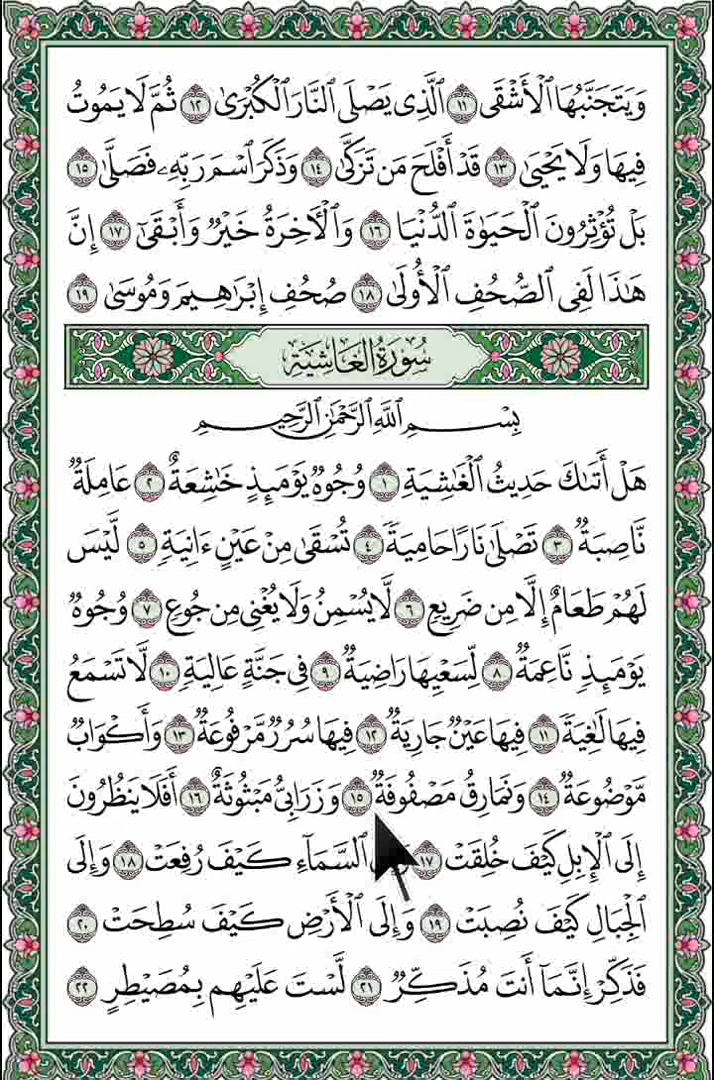 وَيَتَجَنَّبُهَا ٱلْأَشْقَى ١١ ٱلَّذِى يَصْلَى ٱلنَّارَ ٱلْكُبْرَىٰ ١٢ ثُمَّ لَا يَمُوتُ
فِيهَا وَلَا يَحْيَىٰ ١٣ قَدْ أَفْلَحَ مَن تَزَكَّىٰ ١٤ وَذَكَرَ ٱسْمَ رَبِّهِۦ فَصَلَّىٰ ١٥
بَلْ تُؤْثِرُونَ ٱلْحَيَوٰةَ ٱلدُّنْيَا ١٦ وَٱلْأَخِرَةُ خَيْرٌ وَأَبْقَىٰٓ ١٧ إِنَّ
هَٰذَا لَفِى ٱلصُّحُفِ ٱلْأُولَىٰ ١٨ صُحُفِ إِبْرَٰهِيمَ وَمُوسَىٰ ١٩
سُورَةُ الغَاشِيَةِ
بِسْمِ ٱللَّهِ ٱلرَّحْمَٰنِ ٱلرَّحِيمِ
هَلْ أَتَىٰكَ حَدِيثُ ٱلْغَٰشِيَةِ ١ وُجُوهٌ يَوْمَئِذٍ خَٰشِعَةٌ ٢ عَامِلَةٌ
نَّاصِبَةٌ ٣ تَصْلَىٰ نَارًا حَامِيَةً ٤ تُسْقَىٰ مِنْ عَيْنٍ ءَانِيَةٍ ٥ لَّيْسَ
لَهُمْ طَعَامٌ إِلَّا مِن ضَرِيعٍ ٦ لَّا يُسْمِنُ وَلَا يُغْنِى مِن جُوعٍ ٧ وُجُوهٌ
يَوْمَئِذٍ نَّاعِمَةٌ ٨ لِّسَعْيِهَا رَاضِيَةٌ ٩ فِى جَنَّةٍ عَالِيَةٍ ١٠ لَّا تَسْمَعُ
فِيهَا لَٰغِيَةً ١١ فِيهَا عَيْنٌ جَارِيَةٌ ١٢ فِيهَا سُرُرٌ مَّرْفُوعَةٌ ١٣ وَأَكْوَابٌ
مَّوْضُوعَةٌ ١٤ وَنَمَارِقُ مَصْفُوفَةٌ ١٥ وَزَرَابِىُّ مَبْثُوثَةٌ ١٦ أَفَلَا يَنظُرُونَ
إِلَى ٱلْإِبِلِ كَيْفَ خُلِقَتْ ١٧ ٱلسَّمَآءِ كَيْفَ رُفِعَتْ ١٨ وَإِلَى
ٱلْجِبَالِ كَيْفَ نُصِبَتْ ١٩ وَإِلَى ٱلْأَرْضِ كَيْفَ سُطِحَتْ ٢٠
فَذَكِّرْ إِنَّمَآ أَنتَ مُذَكِّرٌ ٢١ لَّسْتَ عَلَيْهِم بِمُصَيْطِرٍ ٢٢